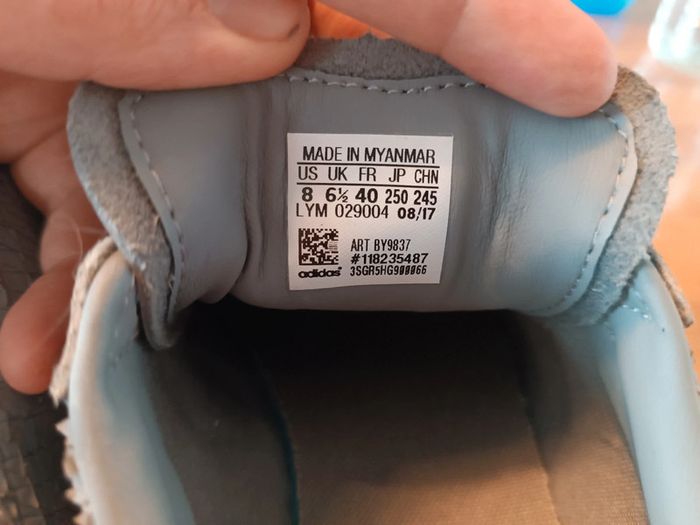 MADE IN MYANMAR
US UK FR JP CHN
8 6½ 40 250 245
LYM 029004 08/17
ART BY9837
#118235487
adidas® 3SGR5HG900066